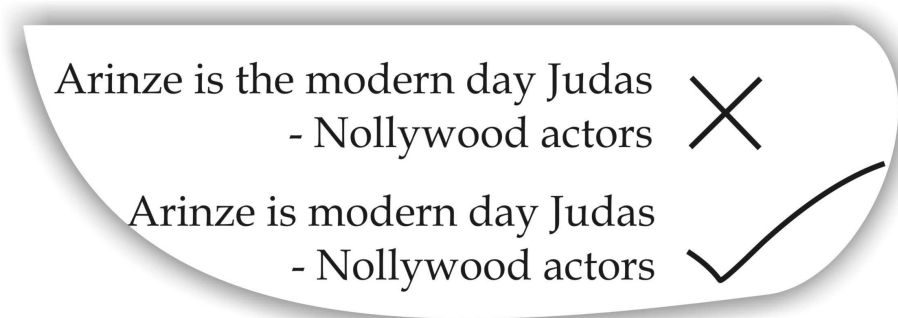 Arinze is the modern day Judas
- Nollywood actors
Arinze is modern day Judas
- Nollywood actors